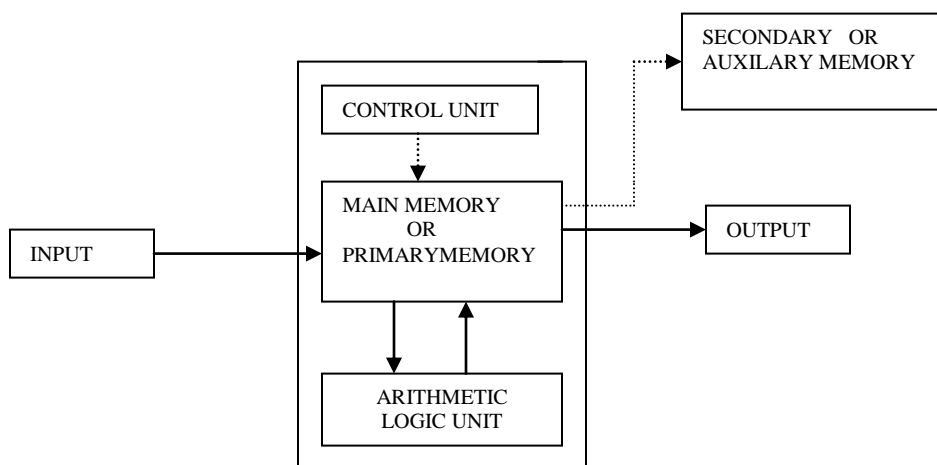 SECONDARY OR
AUXILARY MEMORY
CONTROL UNIT
MAIN MEMORY
OR
PRIMARYMEMORY
INPUT
OUTPUT
ARITHMETIC
LOGIC UNIT